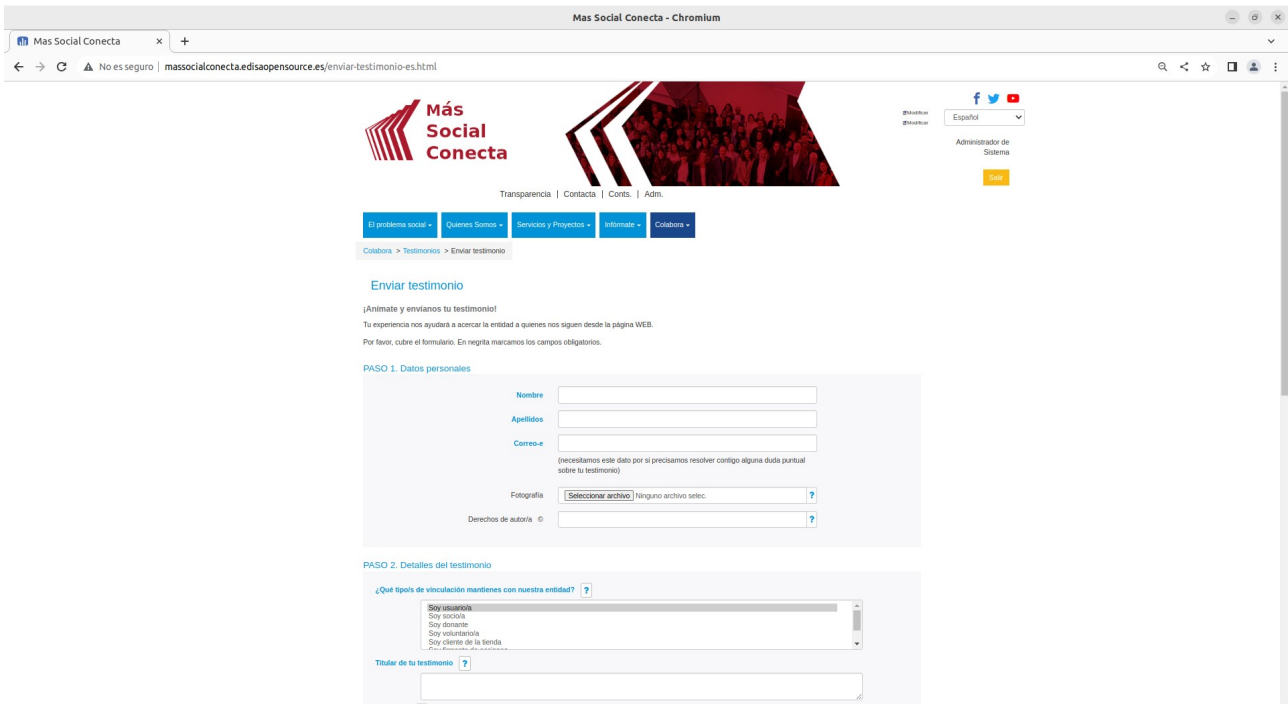 Mas Social Conecta - Chromium
Mas Social Conecta × +
No es seguro | massocialconecta.edisaopensource.es/enviar-testimonio-es.html
Más
Social
Conecta
Modificar
Modificar
Español
Administrador de
Sistema
Salir
Transparencia | Contacta | Conts. | Adm.
El problema social Quienes Somos Servicios y Proyectos Infórmate Colabora
Colabora > Testimonios > Enviar testimonio
Enviar testimonio
¡Anímate y envíanos tu testimonio!
Tu experiencia nos ayudará a acercar la entidad a quienes nos siguen desde la página WEB.
Por favor, cubre el formulario. En negrita marcamos los campos obligatorios.
PASO 1. Datos personales
Nombre
Apellidos
Correo-e
(necesitamos este dato por si precisamos resolver contigo alguna duda puntual
sobre tu testimonio)
Fotografía Seleccionar archivo Ninguno archivo selec. ?
Derechos de autor/a © ?
PASO 2. Detalles del testimonio
¿Qué tipo/s de vinculación mantienes con nuestra entidad? ?
Soy usuario/a
Soy socio/a
Soy donante
Soy voluntario/a
Soy cliente de la tienda
Titular de tu testimonio ?